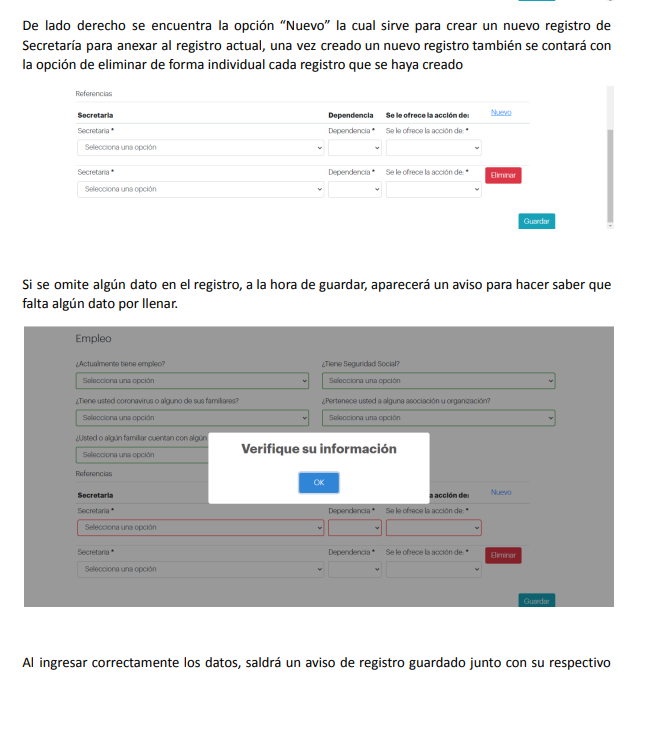 De lado derecho se encuentra la opción “Nuevo” la cual sirve para crear un nuevo registro de
Secretaría para anexar al registro actual, una vez creado un nuevo registro también se contará con
la opción de eliminar de forma individual cada registro que se haya creado
Referencias
Secretaria Dependencia Se le ofrece la acción de: Nuevo
Secretaria * Dependencia * Se le ofrece la acción de: *
Selecciona una opción
Secretaria * Dependencia * Se le ofrece la acción de: * Eliminar
Selecciona una opción
Guardar
Si se omite algún dato en el registro, a la hora de guardar, aparecerá un aviso para hacer saber que
falta algún dato por llenar.
Empleo
¿Actualmente tiene empleo? ¿Tiene Seguridad Social?
Selecciona una opción Selecciona una opción
¿Tiene usted coronavirus o alguno de sus familiares? ¿Pertenece usted a alguna asociación u organización?
Selecciona una opción Selecciona una opción
¿Usted o algún familiar cuentan con algún
Verifique su información
Selecciona una opción
OK
Referencias
Secretaria a acción de: Nuevo
Secretaria * Dependencia * Se le ofrece la acción de: *
Selecciona una opción
Secretaria * Dependencia * Se le ofrece la acción de: * Eliminar
Selecciona una opción
Guardar
Al ingresar correctamente los datos, saldrá un aviso de registro guardado junto con su respectivo